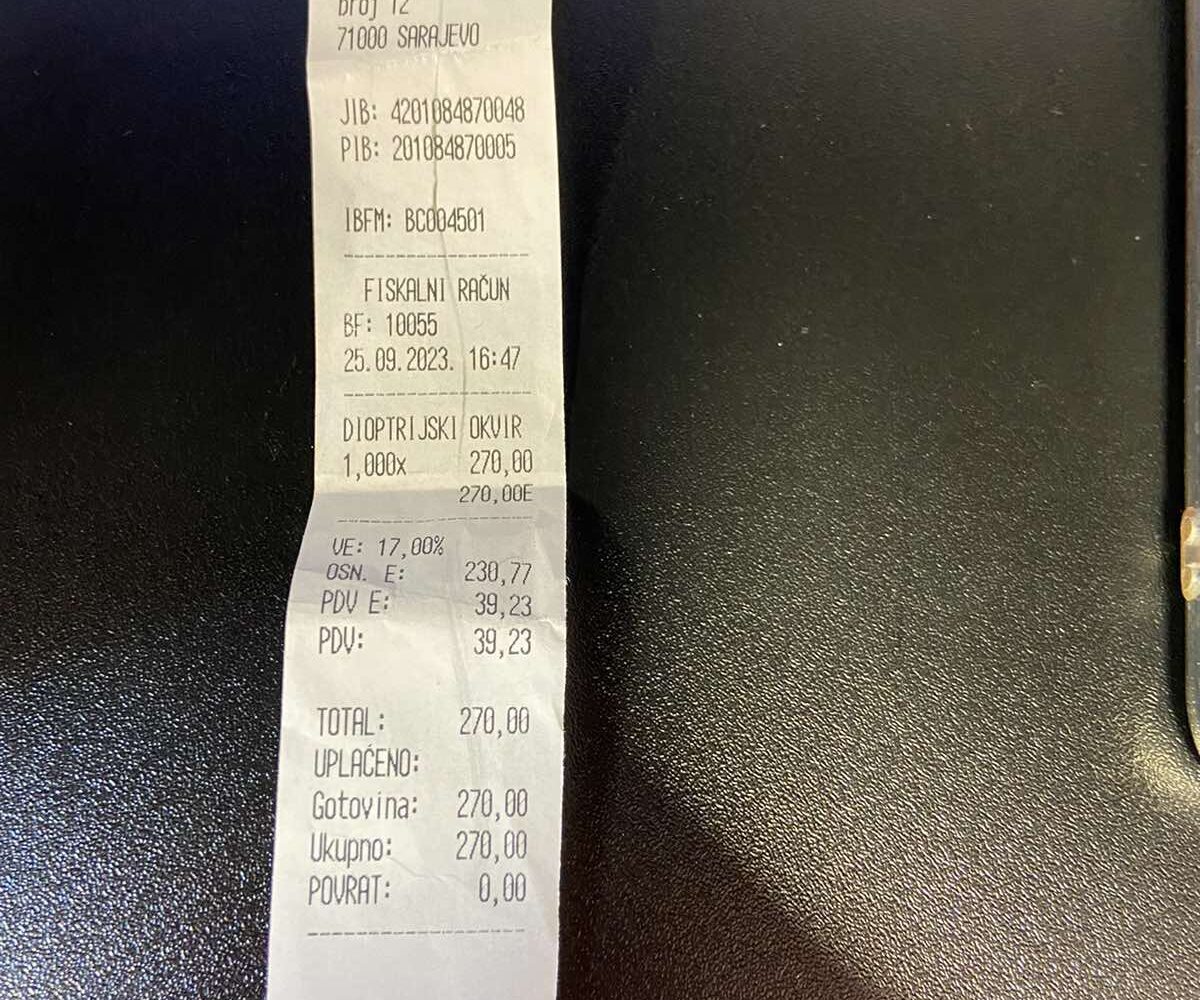 broj 12
71000 SARAJEVO
JIB: 4201084870048
PIB: 201084870005
IBFM: BC004501
FISKALNI RAČUN
BF: 10055
25.09.2023. 16:47
DIOPTRIJSKI OKVIR
1,000x 270,00
270,00E
VE: 17,00%
OSN. E: 230,77
PDV E: 39,23
PDV: 39,23
TOTAL: 270,00
UPLAĆENO:
Gotovina: 270,00
Ukupno: 270,00
POVRAT: 0,00